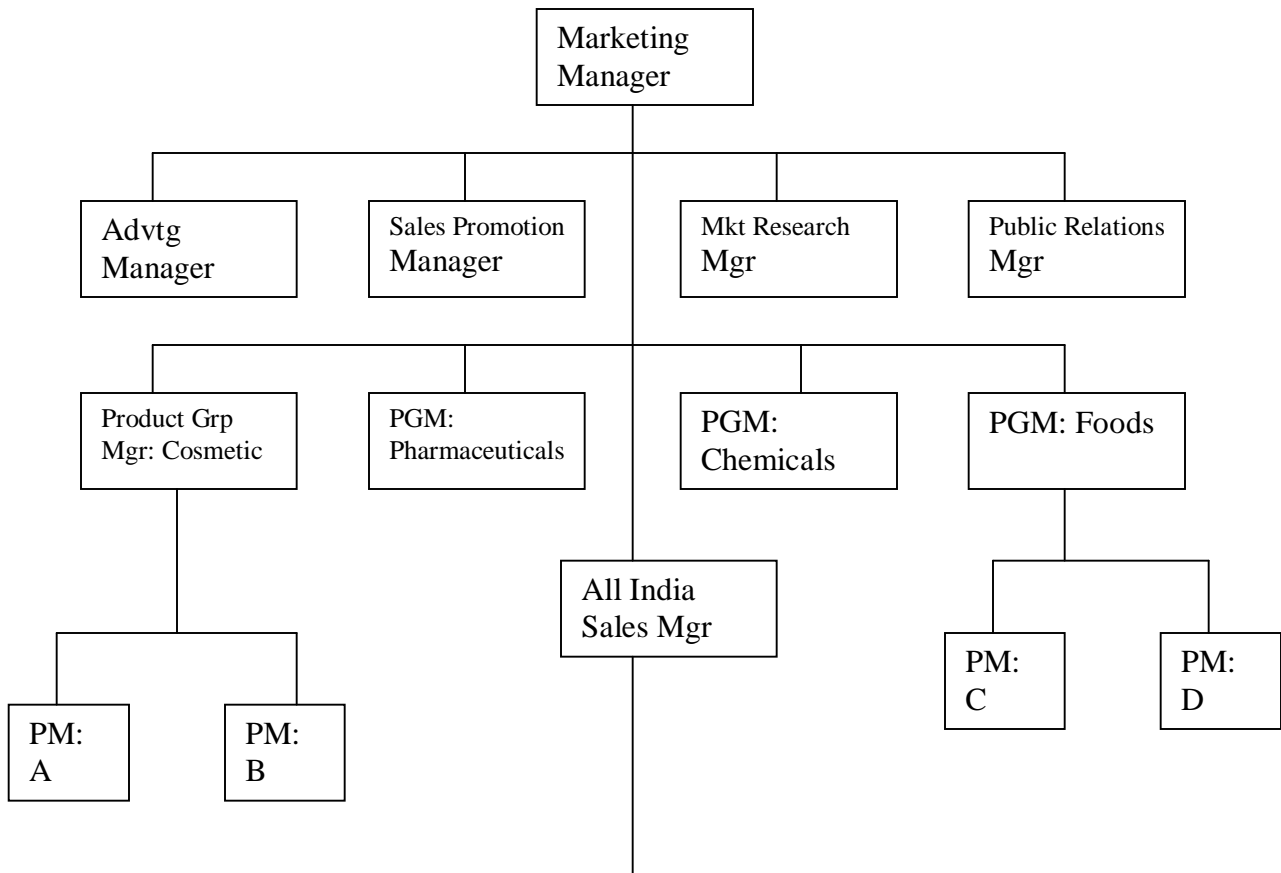 Marketing
Manager
Advtg
Manager
Sales Promotion
Manager
Mkt Research
Mgr
Public Relations
Mgr
Product Grp
Mgr: Cosmetic
PGM:
Pharmaceuticals
PGM:
Chemicals
PGM: Foods
All India
Sales Mgr
PM:
C
PM:
D
PM:
A
PM:
B